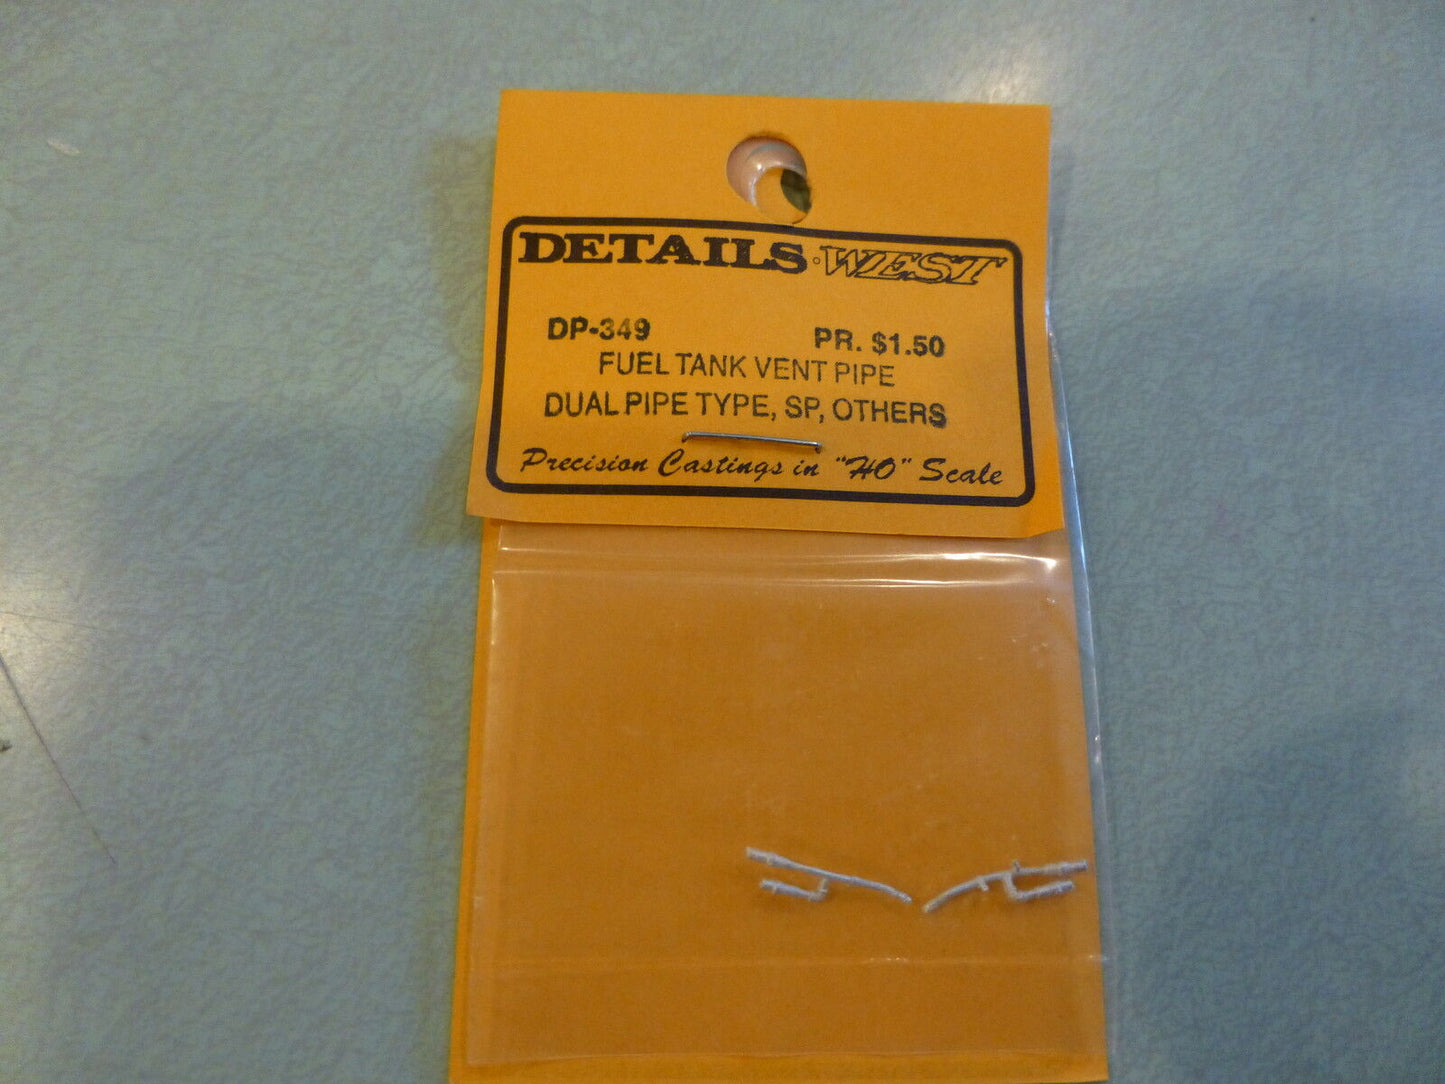 DETAILS·WEST
DP-349 PR. $1.50
FUEL TANK VENT PIPE
DUAL PIPE TYPE, SP, OTHERS
Precision Castings in "HO" Scale